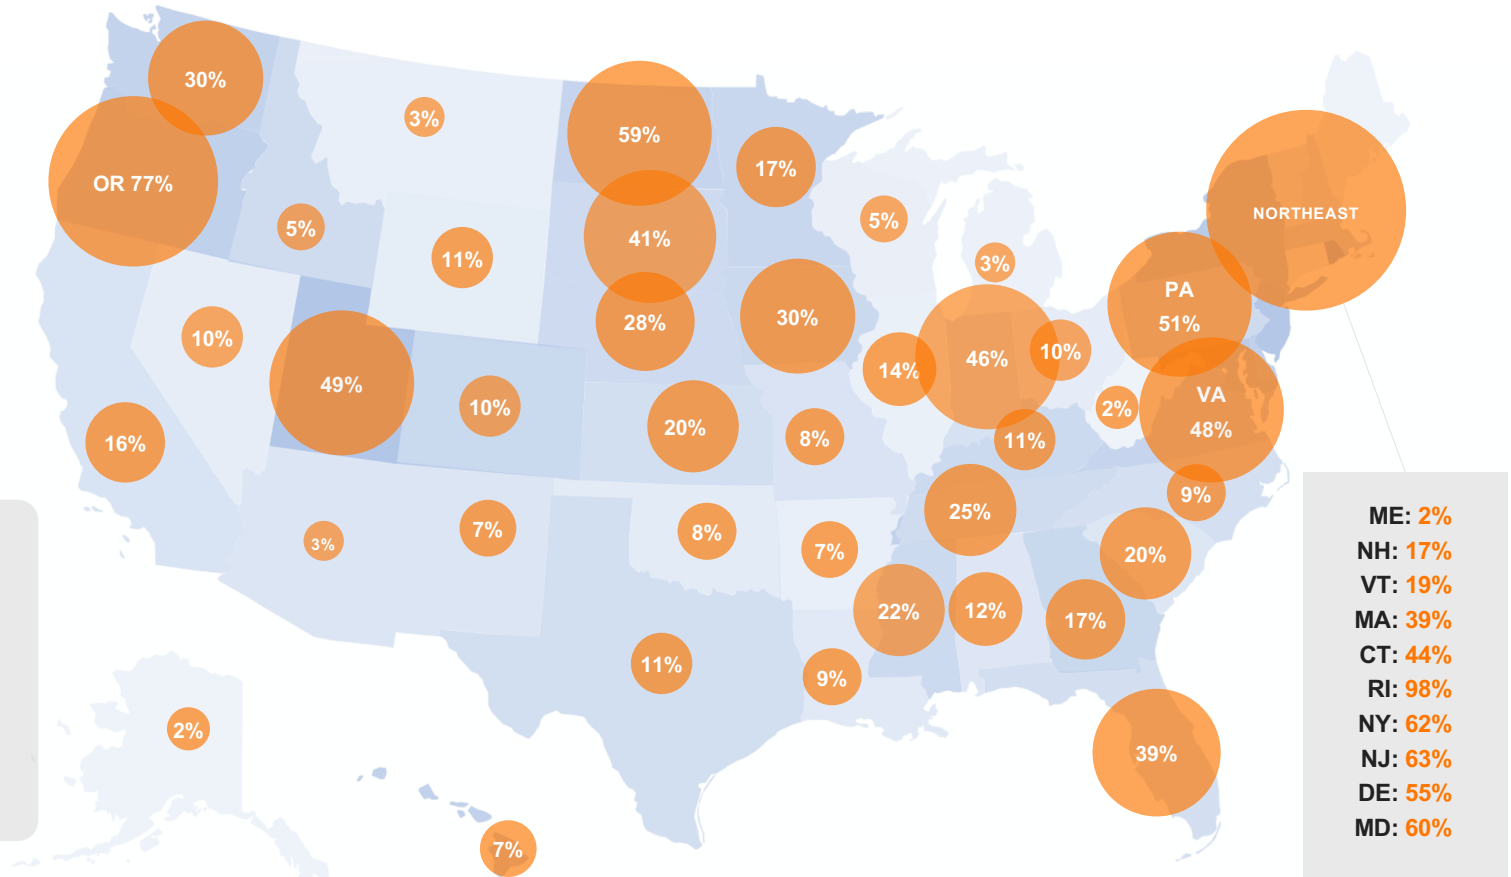 30%
3%
59%
17%
OR 77%
5%
11%
41%
5%
3%
NORTHEAST
10%
28%
30%
PA
51%
49%
10%
14%
46%
10%
2%
VA
48%
16%
20%
8%
11%
9%
3%
7%
8%
7%
25%
20%
22%
12%
17%
11%
9%
39%
2%
7%
ME: 2%
NH: 17%
VT: 19%
MA: 39%
CT: 44%
RI: 98%
NY: 62%
NJ: 63%
DE: 55%
MD: 60%